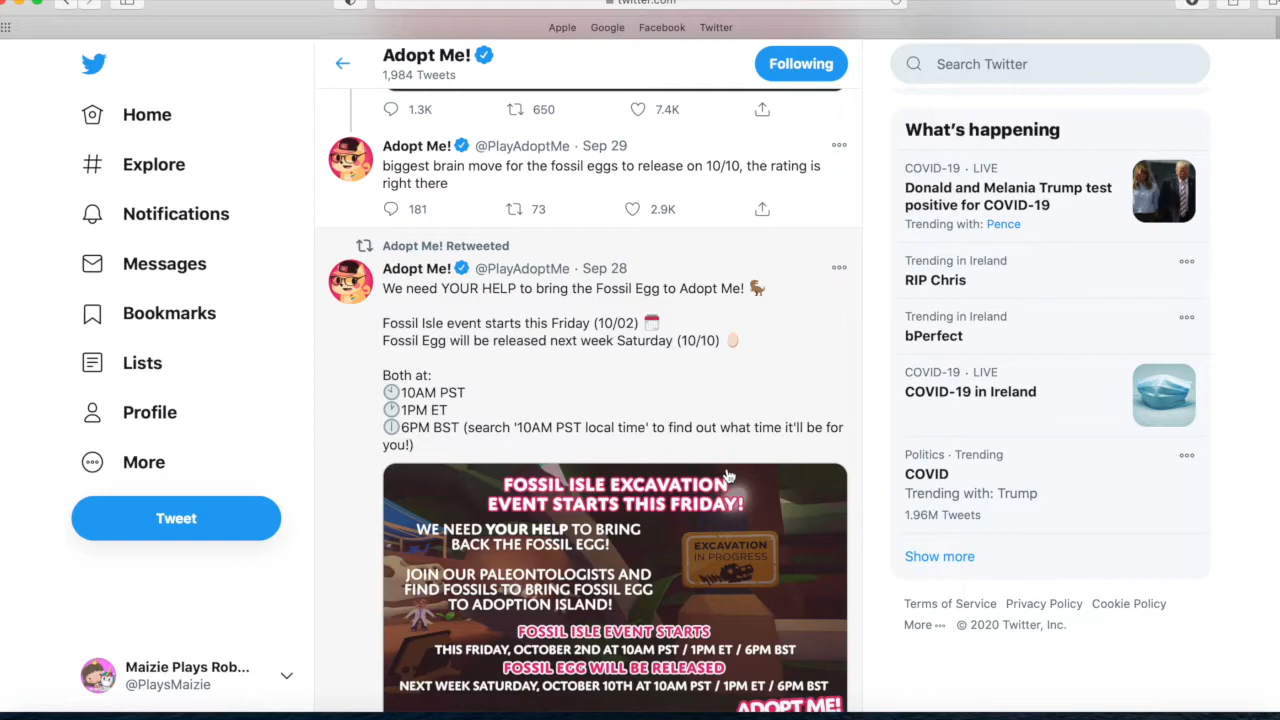 twitter.com
Apple Google Facebook Twitter
Home
Explore
Notifications
Messages
Bookmarks
Lists
Profile
More
Tweet
Maizie Plays Rob...
@PlaysMaizie
Adopt Me!
1,984 Tweets
Following
1.3K 650 7.4K
Adopt Me! @PlayAdoptMe · Sep 29
biggest brain move for the fossil eggs to release on 10/10, the rating is
right there
181 73 2.9K
Adopt Me! Retweeted
Adopt Me! @PlayAdoptMe · Sep 28
We need YOUR HELP to bring the Fossil Egg to Adopt Me! 🦖
Fossil Isle event starts this Friday (10/02) 🗓
Fossil Egg will be released next week Saturday (10/10) 🥚
Both at:
🕙10AM PST
🕐1PM ET
🕕6PM BST (search '10AM PST local time' to find out what time it'll be for
you!)
FOSSIL ISLE EXCAVATION
EVENT STARTS THIS FRIDAY!
WE NEED YOUR HELP TO BRING
BACK THE FOSSIL EGG!
EXCAVATION
IN PROGRESS
JOIN OUR PALEONTOLOGISTS AND
FIND FOSSILS TO BRING FOSSIL EGG
TO ADOPTION ISLAND!
FOSSIL ISLE EVENT STARTS
THIS FRIDAY, OCTOBER 2ND AT 10AM PST / 1PM ET / 6PM BST
FOSSIL EGG WILL BE RELEASED
NEXT WEEK SATURDAY, OCTOBER 10TH AT 10AM PST / 1PM ET / 6PM BST
ADOPT ME!
Search Twitter
What's happening
COVID-19 · LIVE
Donald and Melania Trump test
positive for COVID-19
Trending with: Pence
Trending in Ireland
RIP Chris
Trending in Ireland
bPerfect
COVID-19 · LIVE
COVID-19 in Ireland
Politics · Trending
COVID
Trending with: Trump
1.96M Tweets
Show more
Terms of Service Privacy Policy Cookie Policy
More ··· © 2020 Twitter, Inc.